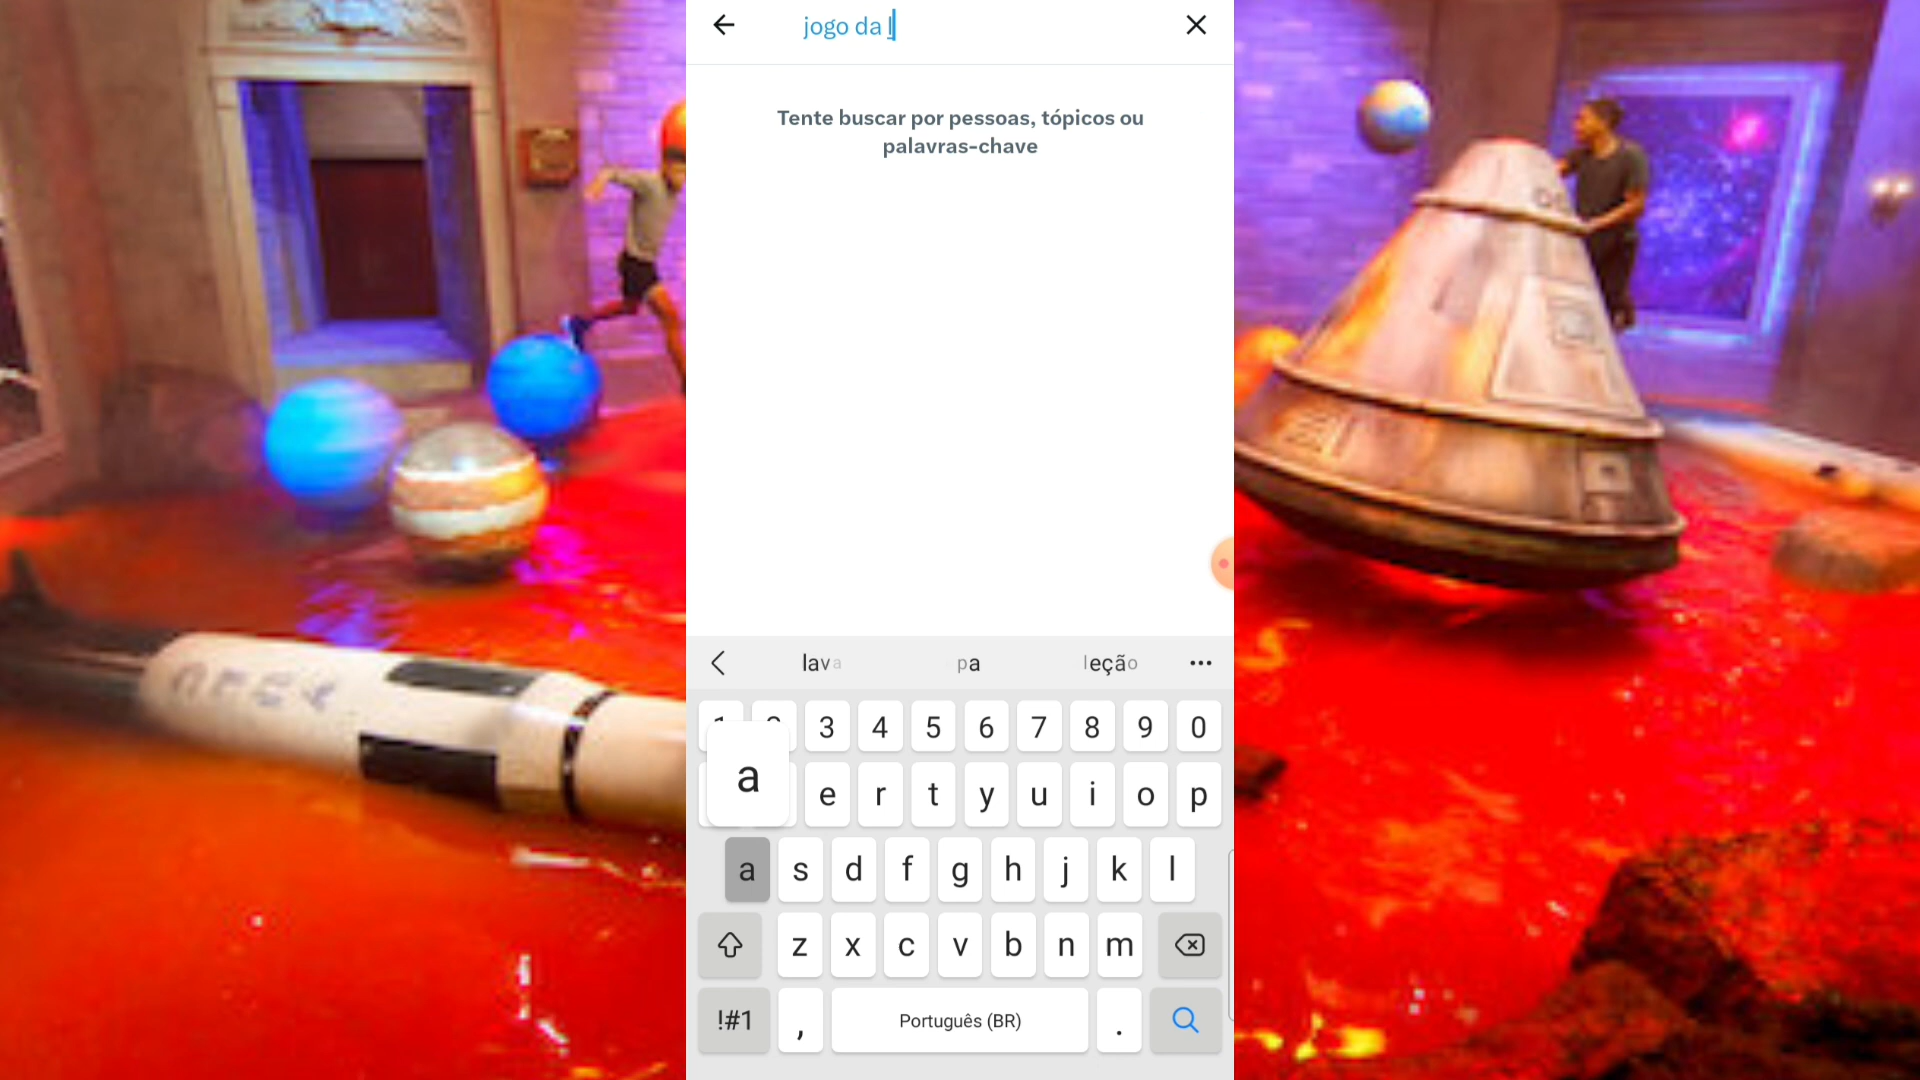 jogo da l
Tente buscar por pessoas, tópicos ou
palavras-chave
lava pa leção
3 4 5 6 7 8 9 0
a
e r t y u i o p
a s d f g h j k l
z x c v b n m
!#1 , Português (BR) .